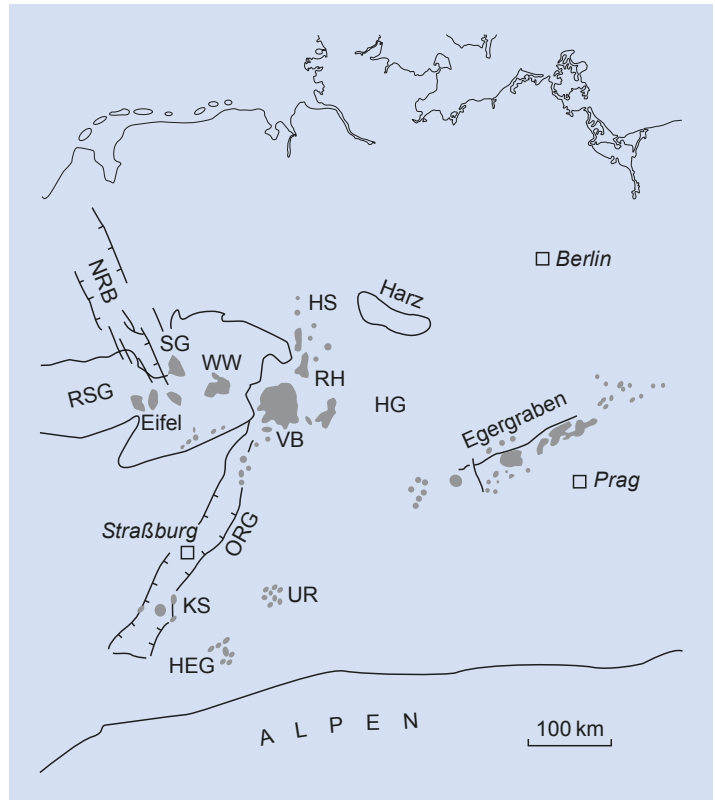 Berlin
NRB
Harz
HS
SG
WW
RH
RSG
HG
Eifel
Egergraben
VB
Prag
Straßburg
ORG
UR
KS
HEG
ALPEN
100 km